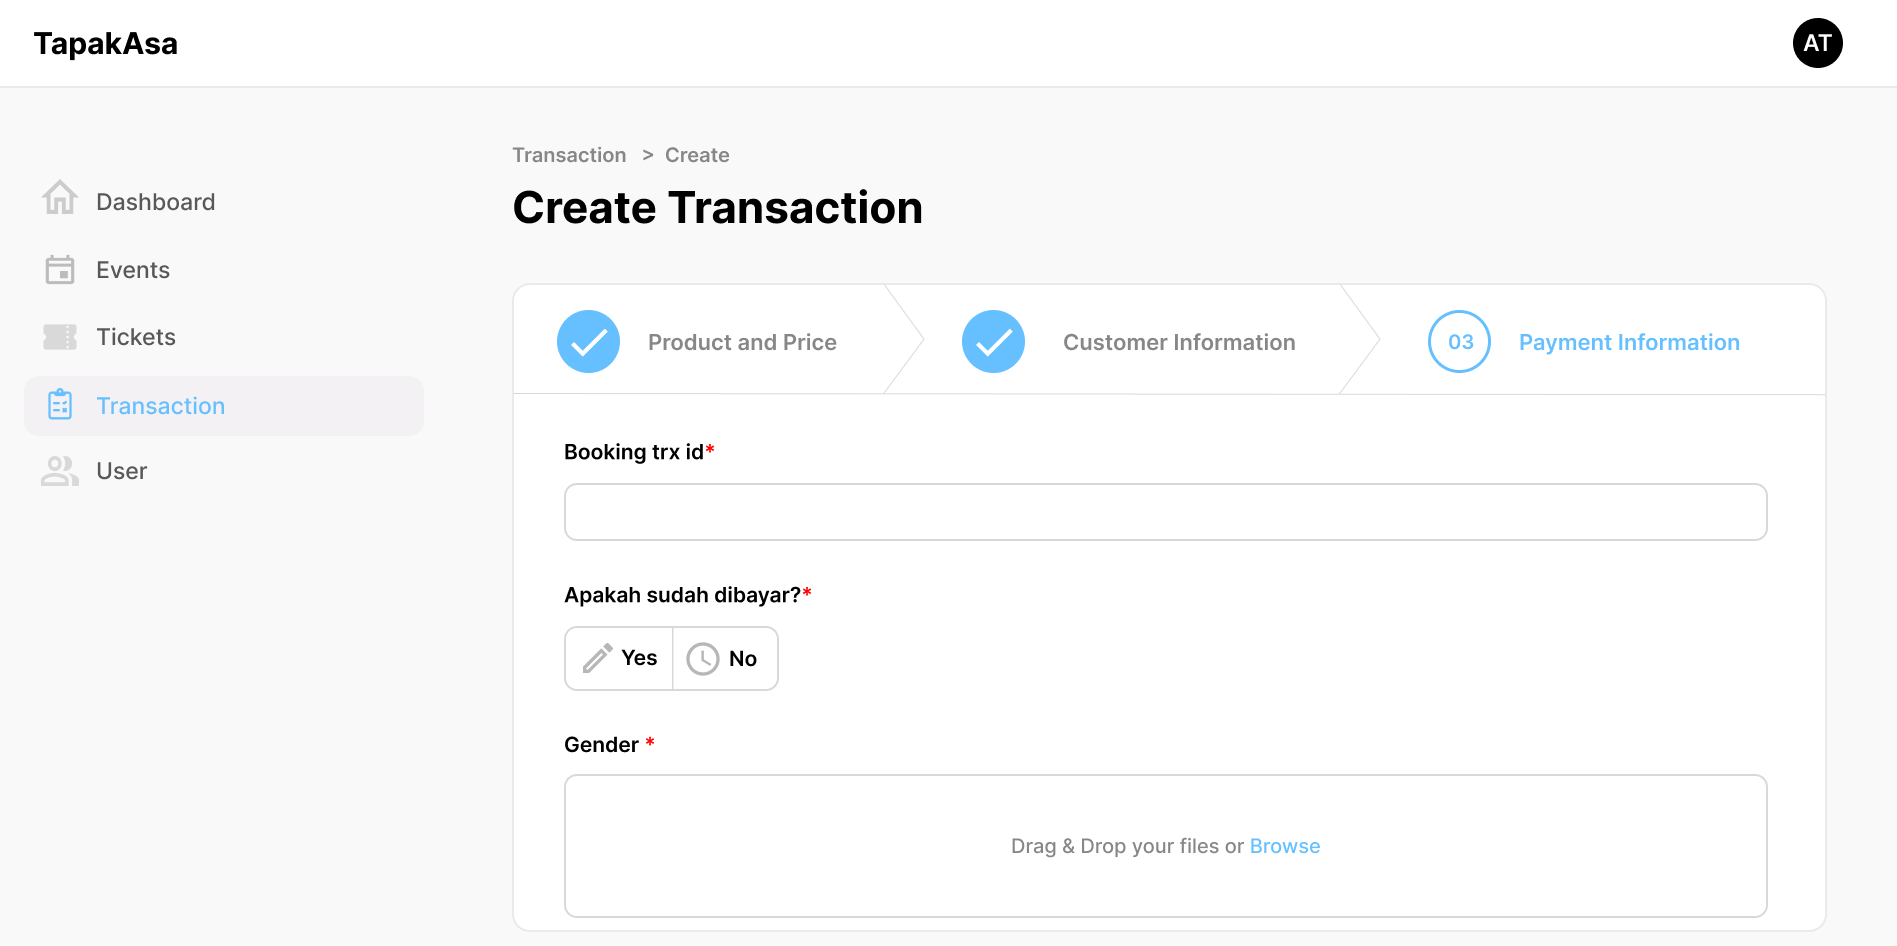 TapakAsa
AT
Dashboard
Events
Tickets
Transaction
User
Transaction > Create
Create Transaction
Product and Price
Customer Information
03 Payment Information
Booking trx id*
Apakah sudah dibayar?*
Yes
No
Gender *
Drag & Drop your files or Browse